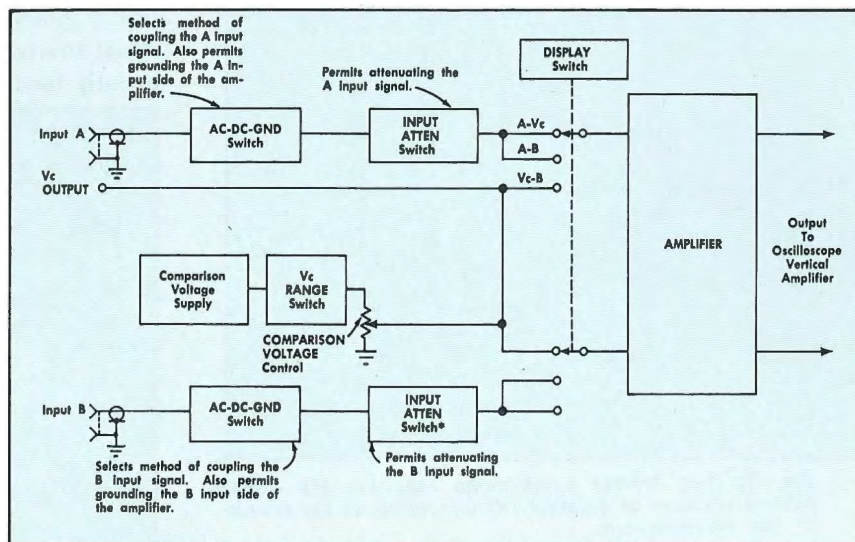 Selects method of
coupling the A input
signal. Also permits
grounding the A in-
put side of the am-
plifier.
Permits attenuating the
A input signal.
DISPLAY
Switch
Input A
AC-DC-GND
Switch
INPUT
ATTEN
Switch
A-Vc
A-B
Vc-B
Vc
OUTPUT
AMPLIFIER
Output
To
Oscilloscope
Vertical
Amplifier
Comparison
Voltage
Supply
Vc
RANGE
Switch
COMPARISON
VOLTAGE
Control
Input B
AC-DC-GND
Switch
INPUT
ATTEN
Switch*
Selects method of coupling the
B input signal. Also permits
grounding the B input side of
the amplifier.
Permits attenuating
the B input signal.